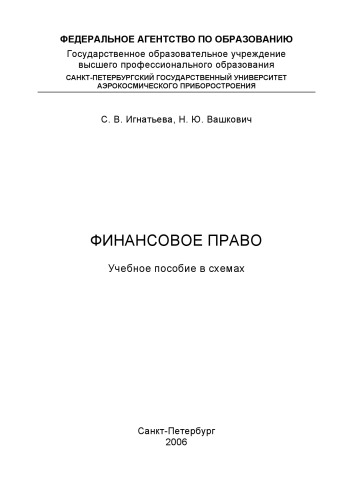 ФЕДЕРАЛЬНОЕ АГЕНТСТВО ПО ОБРАЗОВАНИЮ
Государственное образовательное учреждение
высшего профессионального образования
САНКТ-ПЕТЕРБУРГСКИЙ ГОСУДАРСТВЕННЫЙ УНИВЕРСИТЕТ
АЭРОКОСМИЧЕСКОГО ПРИБОРОСТРОЕНИЯ
С. В. Игнатьева, Н. Ю. Вашкович
ФИНАНСОВОЕ ПРАВО
Учебное пособие в схемах
Санкт-Петербург
2006